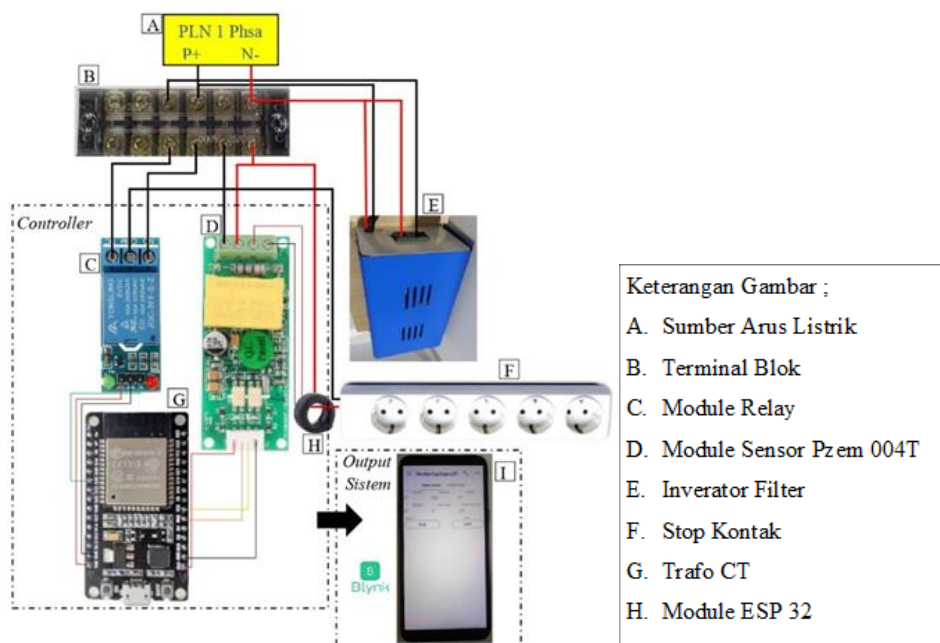 A
PLN 1 Phsa
P+ N-
B
Controller
C
TONGLING
D
E
F
G
H
Output
Sistem
I
Blynk
Keterangan Gambar ;
A. Sumber Arus Listrik
B. Terminal Blok
C. Module Relay
D. Module Sensor Pzem 004T
E. Inverator Filter
F. Stop Kontak
G. Trafo CT
H. Module ESP 32